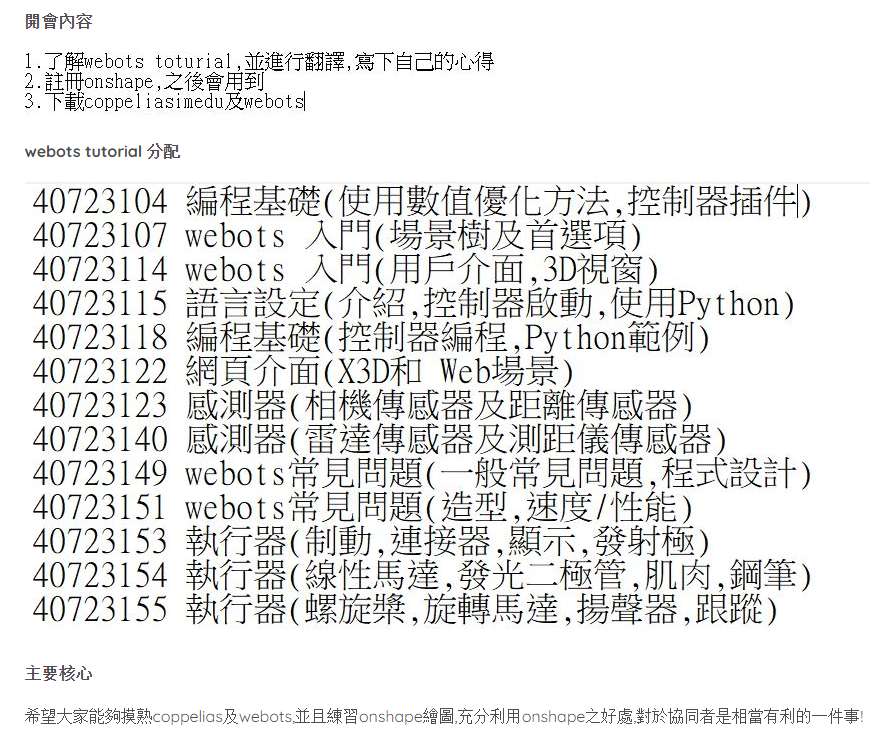 開會內容
1.了解webots toturial,並進行翻譯,寫下自己的心得
2.註冊onshape,之後會用到
3.下載coppeliasimedu及webots
webots tutorial 分配
40723104 編程基礎(使用數值優化方法,控制器插件)
40723107 webots 入門(場景樹及首選項)
40723114 webots 入門(用戶介面,3D視窗)
40723115 語言設定(介紹,控制器啟動,使用Python)
40723118 編程基礎(控制器編程,Python範例)
40723122 網頁介面(X3D和 Web場景)
40723123 感測器(相機傳感器及距離傳感器)
40723140 感測器(雷達傳感器及測距儀傳感器)
40723149 webots常見問題(一般常見問題,程式設計)
40723151 webots常見問題(造型,速度/性能)
40723153 執行器(制動,連接器,顯示,發射極)
40723154 執行器(線性馬達,發光二極管,肌肉,鋼筆)
40723155 執行器(螺旋槳,旋轉馬達,揚聲器,跟蹤)
主要核心
希望大家能夠摸熟coppelias及webots,並且練習onshape繪圖,充分利用onshape之好處,對於協同者是相當有利的一件事!